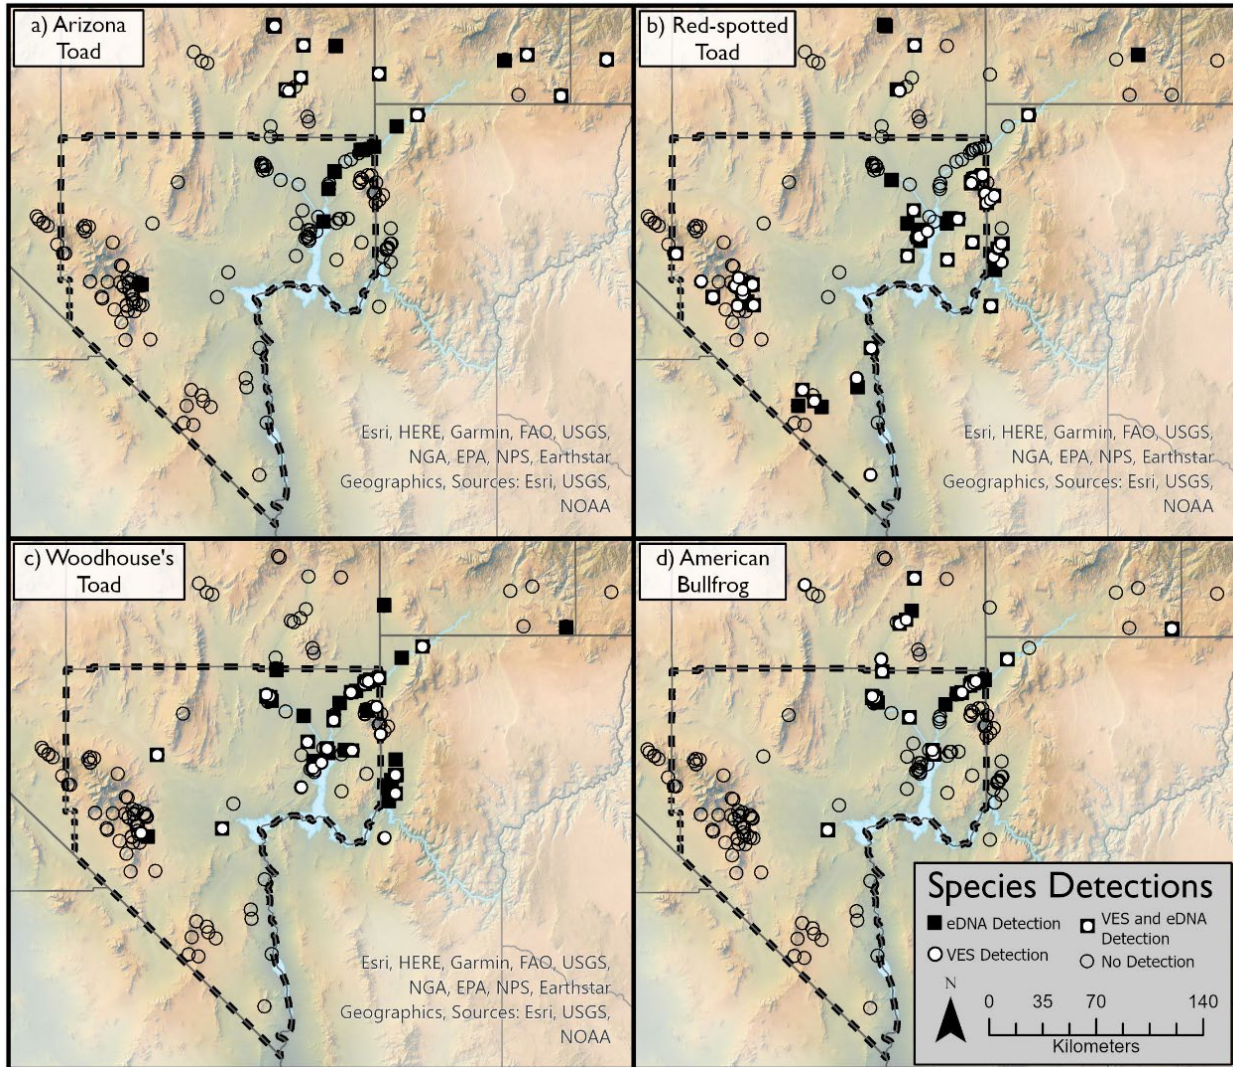 a) Arizona
Toad
b) Red-spotted
Toad
Esri, HERE, Garmin, FAO, USGS,
NGA, EPA, NPS, Earthstar
Geographics, Sources: Esri, USGS,
NOAA
Esri, HERE, Garmin, FAO, USGS,
NGA, EPA, NPS, Earthstar
Geographics, Sources: Esri, USGS,
NOAA
c) Woodhouse's
Toad
d) American
Bullfrog
Esri, HERE, Garmin, FAO, USGS,
NGA, EPA, NPS, Earthstar
Geographics, Sources: Esri, USGS,
NOAA
Species Detections
eDNA Detection
VES and eDNA
Detection
VES Detection
No Detection
N
0 35 70 140
Kilometers